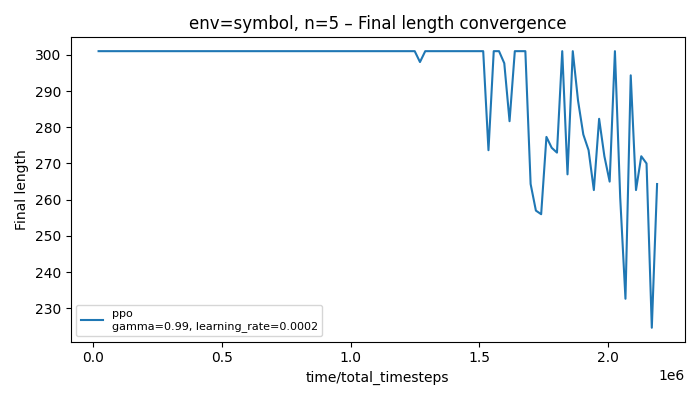 env=symbol, n=5 – Final length convergence
300
290
280
270
260
250
240
230
Final length
ppo
gamma=0.99, learning_rate=0.0002
0.0 0.5 1.0 1.5 2.0
1e6
time/total_timesteps